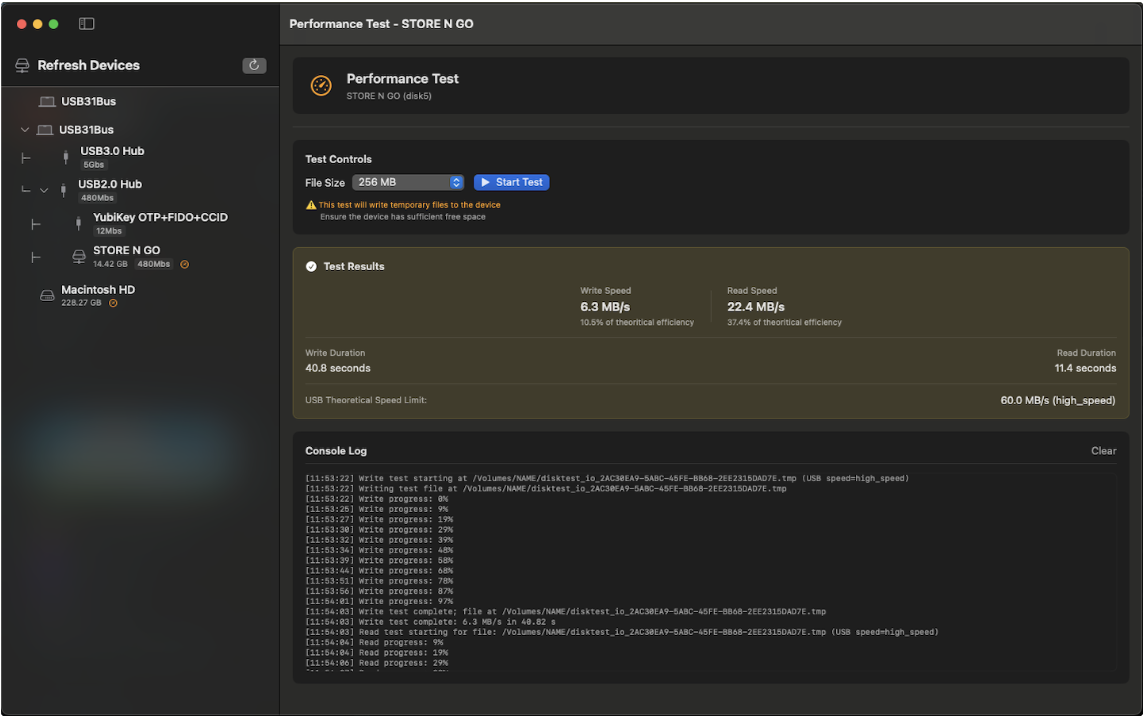 Performance Test - STORE N GO
Refresh Devices
USB31Bus
USB31Bus
USB3.0 Hub
5Gbs
USB2.0 Hub
480Mbs
YubiKey OTP+FIDO+CCID
12Mbs
STORE N GO
14.42 GB 480Mbs
Macintosh HD
228.27 GB
Performance Test
STORE N GO (disk5)
Test Controls
File Size 256 MB Start Test
This test will write temporary files to the device
Ensure the device has sufficient free space
Test Results
Write Speed
6.3 MB/s
10.5% of theoritical efficiency
Read Speed
22.4 MB/s
37.4% of theoritical efficiency
Write Duration
40.8 seconds
Read Duration
11.4 seconds
USB Theoretical Speed Limit: 60.0 MB/s (high_speed)
Console Log Clear
[11:53:22] Write test starting at /Volumes/NAME/disktest_io_2AC30EA9-5ABC-45FE-BB68-2EE2315DAD7E.tmp (USB speed=high_speed)
[11:53:22] Writing test file at /Volumes/NAME/disktest_io_2AC30EA9-5ABC-45FE-BB68-2EE2315DAD7E.tmp
[11:53:22] Write progress: 0%
[11:53:25] Write progress: 9%
[11:53:27] Write progress: 19%
[11:53:30] Write progress: 29%
[11:53:32] Write progress: 39%
[11:53:34] Write progress: 48%
[11:53:39] Write progress: 58%
[11:53:44] Write progress: 68%
[11:53:51] Write progress: 78%
[11:53:56] Write progress: 87%
[11:54:01] Write progress: 97%
[11:54:03] Write test complete; file at /Volumes/NAME/disktest_io_2AC30EA9-5ABC-45FE-BB68-2EE2315DAD7E.tmp
[11:54:03] Write test complete: 6.3 MB/s in 40.82 s
[11:54:03] Read test starting for file: /Volumes/NAME/disktest_io_2AC30EA9-5ABC-45FE-BB68-2EE2315DAD7E.tmp (USB speed=high_speed)
[11:54:04] Read progress: 9%
[11:54:04] Read progress: 19%
[11:54:06] Read progress: 29%